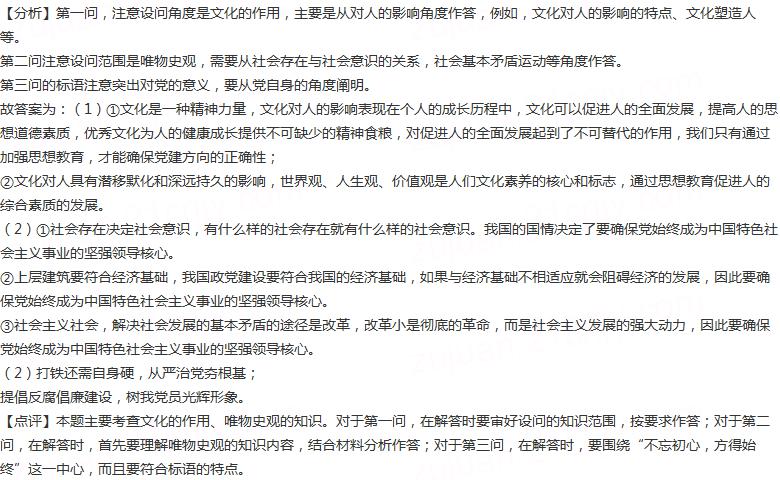 【分析】第一问，注意设问角度是文化的作用，主要是从对人的影响角度作答，例如，文化对人的影响的特点、文化塑造人
等。
第二问注意设问范围是唯物史观，需要从社会存在与社会意识的关系，社会基本矛盾运动等角度作答。
第三问的标语注意突出对党的意义，要从党自身的角度阐明。
故答案为：（1）①文化是一种精神力量，文化对人的影响表现在个人的成长历程中，文化可以促进人的全面发展，提高人的思
想道德素质，优秀文化为人的健康成长提供不可缺少的精神食粮，对促进人的全面发展起到了不可替代的作用，我们只有通过
加强思想教育，才能确保党建方向的正确性；
②文化对人具有潜移默化和深远持久的影响，世界观、人生观、价值观是人们文化素养的核心和标志，通过思想教育促进人的
综合素质的发展。
（2）①社会存在决定社会意识，有什么样的社会存在就有什么样的社会意识。我国的国情决定了要确保党始终成为中国特色社
会主义事业的坚强领导核心。
②上层建筑要符合经济基础，我国政党建设要符合我国的经济基础，如果与经济基础不相适应就会阻碍经济的发展，因此要确
保党始终成为中国特色社会主义事业的坚强领导核心。
③社会主义社会，解决社会发展的基本矛盾的途径是改革，改革小是彻底的革命，而是社会主义发展的强大动力，因此要确保
党始终成为中国特色社会主义事业的坚强领导核心。
（2）打铁还需自身硬，从严治党夯根基；
提倡反腐倡廉建设，树我党员光辉形象。
【点评】本题主要考查文化的作用、唯物史观的知识。对于第一问，在解答时要审好设问的知识范围，按要求作答；对于第二
问，在解答时，首先要理解唯物史观的知识内容，结合材料分析作答；对于第三问，在解答时，要围绕“不忘初心，方得始
终”这一中心，而且要符合标语的特点。